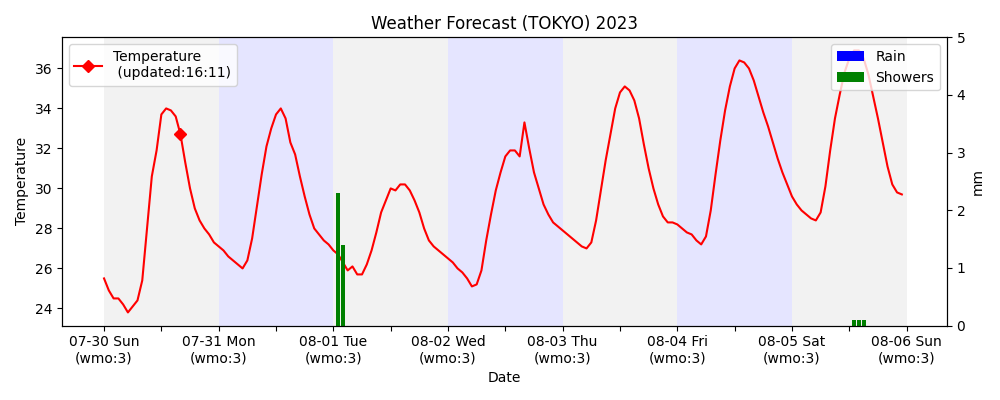 Weather Forecast (TOKYO) 2023
Temperature
(updated:16:11)
Rain
Showers
Temperature
36
34
32
30
28
26
24
5
4
3
2
1
0
mm
07-30 Sun
(wmo:3)
07-31 Mon
(wmo:3)
08-01 Tue
(wmo:3)
08-02 Wed
(wmo:3)
08-03 Thu
(wmo:3)
08-04 Fri
(wmo:3)
08-05 Sat
(wmo:3)
08-06 Sun
(wmo:3)
Date